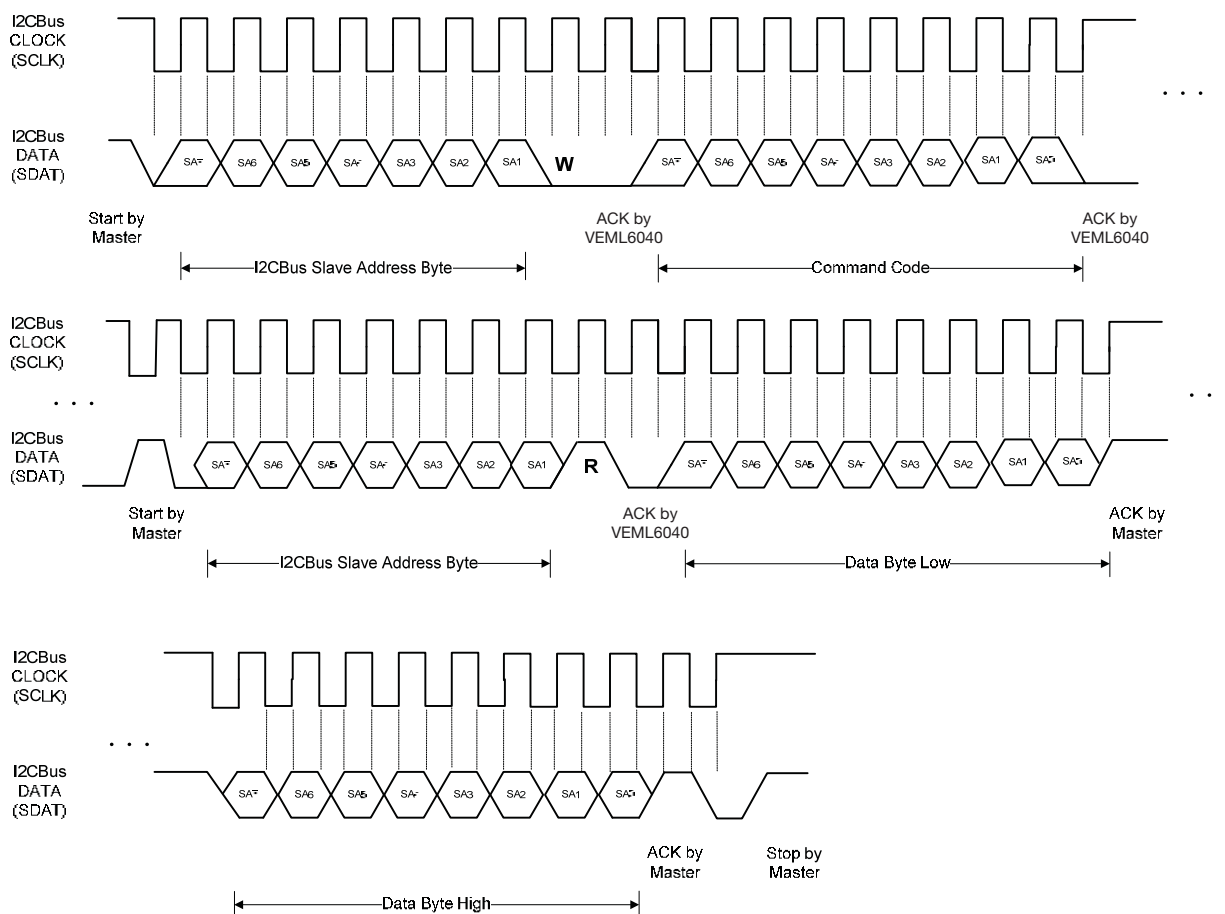 I2CBus
CLOCK
(SCLK)
. . .
I2CBus
DATA
(SDAT)
SA6 SA3 SA2 SA1 W SA6 SA3 SA2 SA1
Start by
Master
ACK by
VEML6040
ACK by
VEML6040
I2CBus Slave Address Byte
Command Code
I2CBus
CLOCK
(SCLK)
. . .
. .
I2CBus
DATA
(SDAT)
SA6 SA3 SA2 SA1 R SA6 SA3 SA2 SA1
Start by
Master
ACK by
VEML6040
ACK by
Master
I2CBus Slave Address Byte
Data Byte Low
I2CBus
CLOCK
(SCLK)
. . .
I2CBus
DATA
(SDAT)
SA6 SA3 SA2 SA1
ACK by
Master
Stop by
Master
Data Byte High